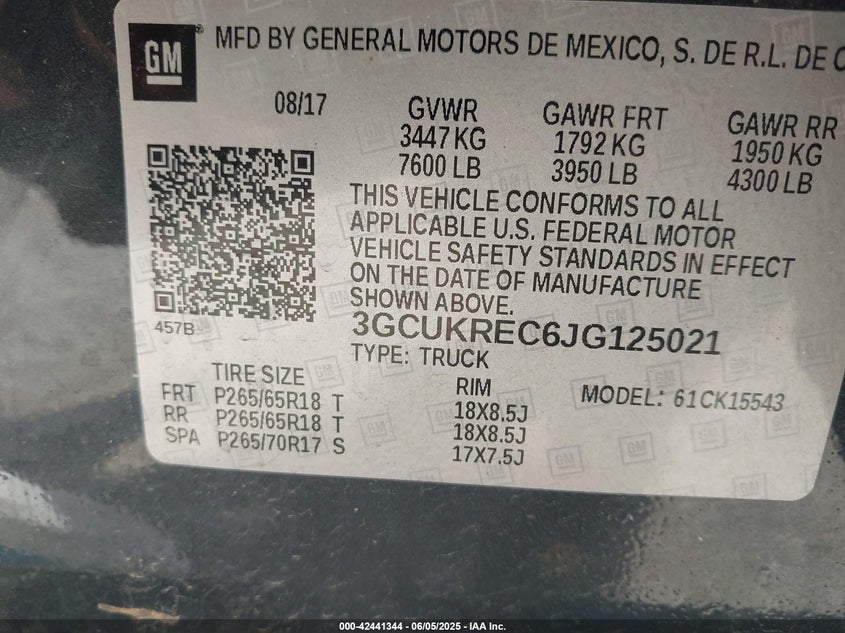 GM
MFD BY GENERAL MOTORS DE MEXICO, S. DE R.L. DE C
08/17
GVWR
3447 KG
7600 LB
GAWR FRT
1792 KG
3950 LB
GAWR RR
1950 KG
4300 LB
THIS VEHICLE CONFORMS TO ALL
APPLICABLE U.S. FEDERAL MOTOR
VEHICLE SAFETY STANDARDS IN EFFECT
ON THE DATE OF MANUFACTURE
SHOWN ABOVE.
457B
3GCUKREC6JG125021
TYPE: TRUCK
MODEL: 61CK15543
TIRE SIZE RIM
FRT P265/65R18 T 18X8.5J
RR P265/65R18 T 18X8.5J
SPA P265/70R17 S 17X7.5J
000-42441344 - 06/05/2025 - IAA Inc.